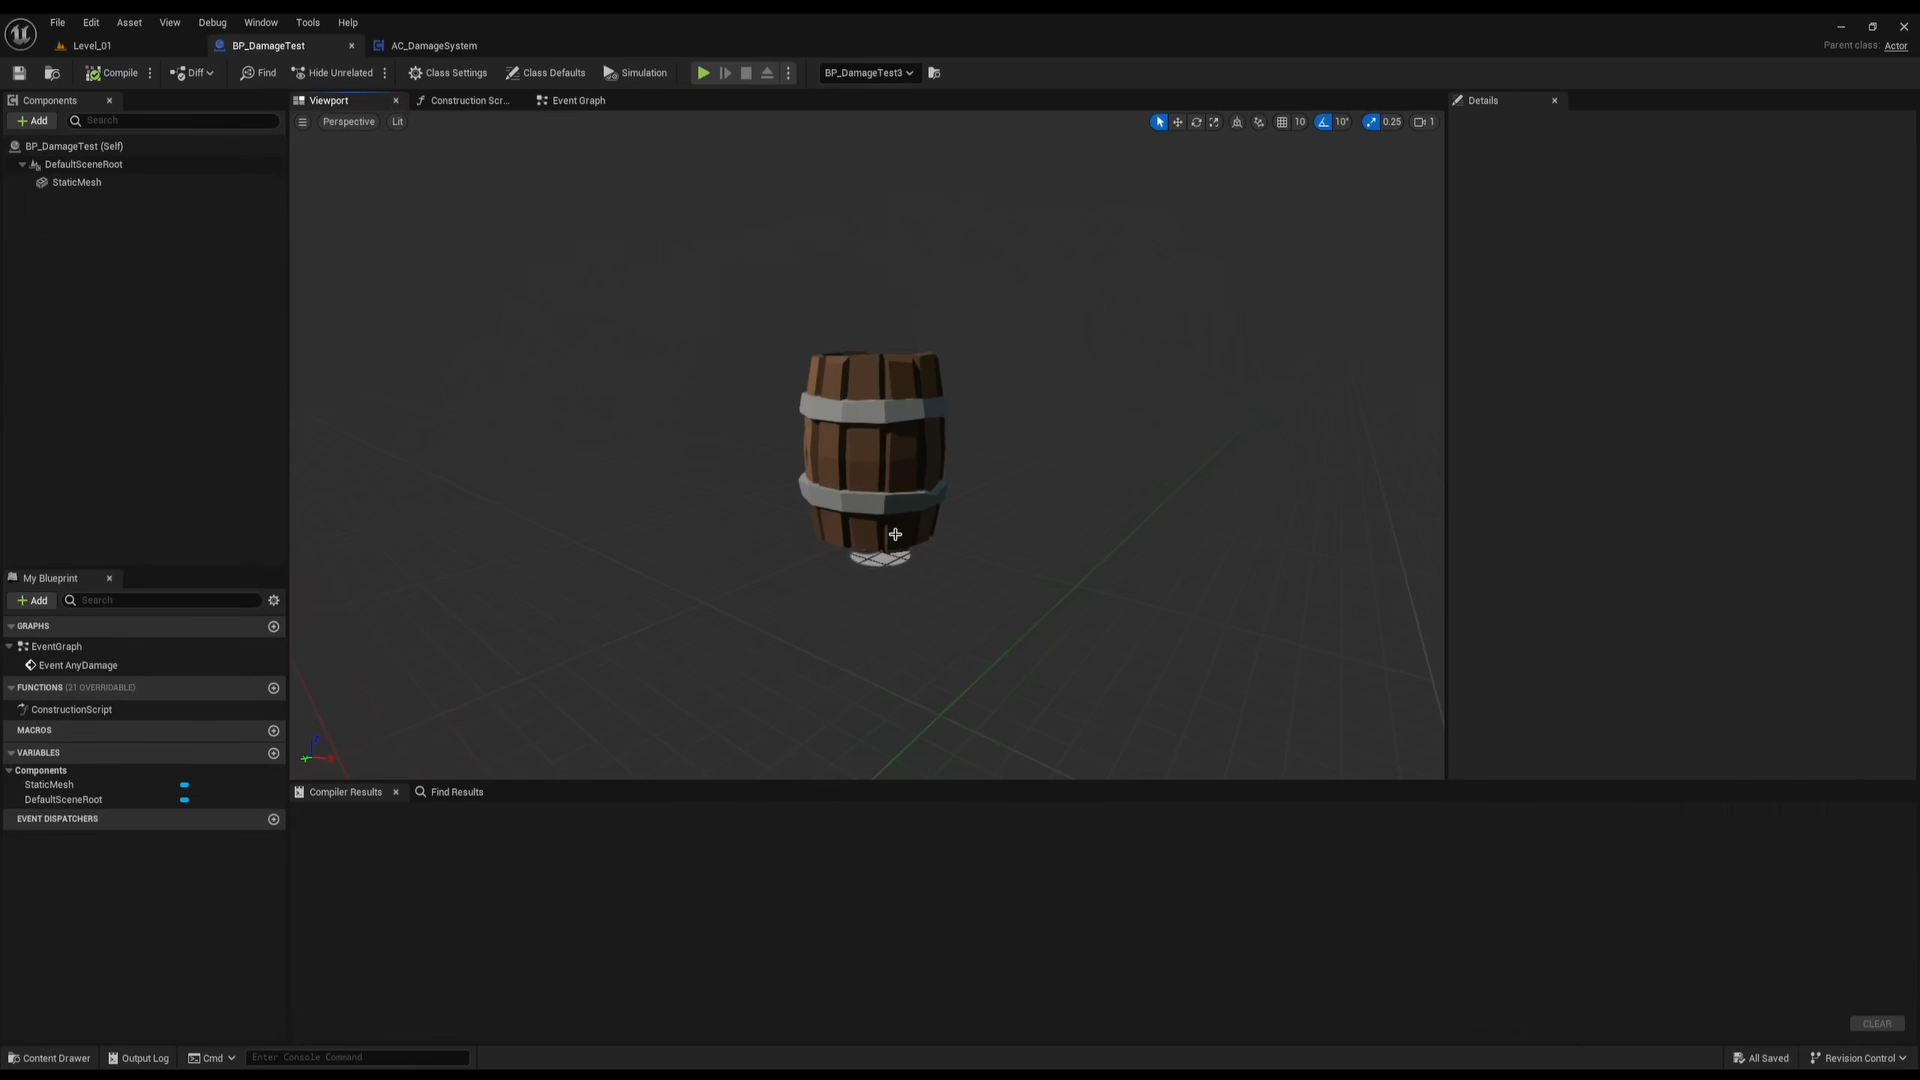 File Edit Asset View Debug Window Tools Help
Level_01 BP_DamageTest AC_DamageSystem
Parent class: Actor
Compile Diff Find Hide Unrelated Class Settings Class Defaults Simulation BP_DamageTest3
Components
Add Search
BP_DamageTest (Self)
DefaultSceneRoot
StaticMesh
Viewport Construction Scr... Event Graph
Perspective Lit 10 10° 0.25 1
Details
My Blueprint
Add Search
GRAPHS
EventGraph
Event AnyDamage
FUNCTIONS (21 OVERRIDABLE)
ConstructionScript
MACROS
VARIABLES
Components
StaticMesh
DefaultSceneRoot
EVENT DISPATCHERS
Compiler Results Find Results
CLEAR
Content Drawer Output Log Cmd Enter Console Command All Saved Revision Control